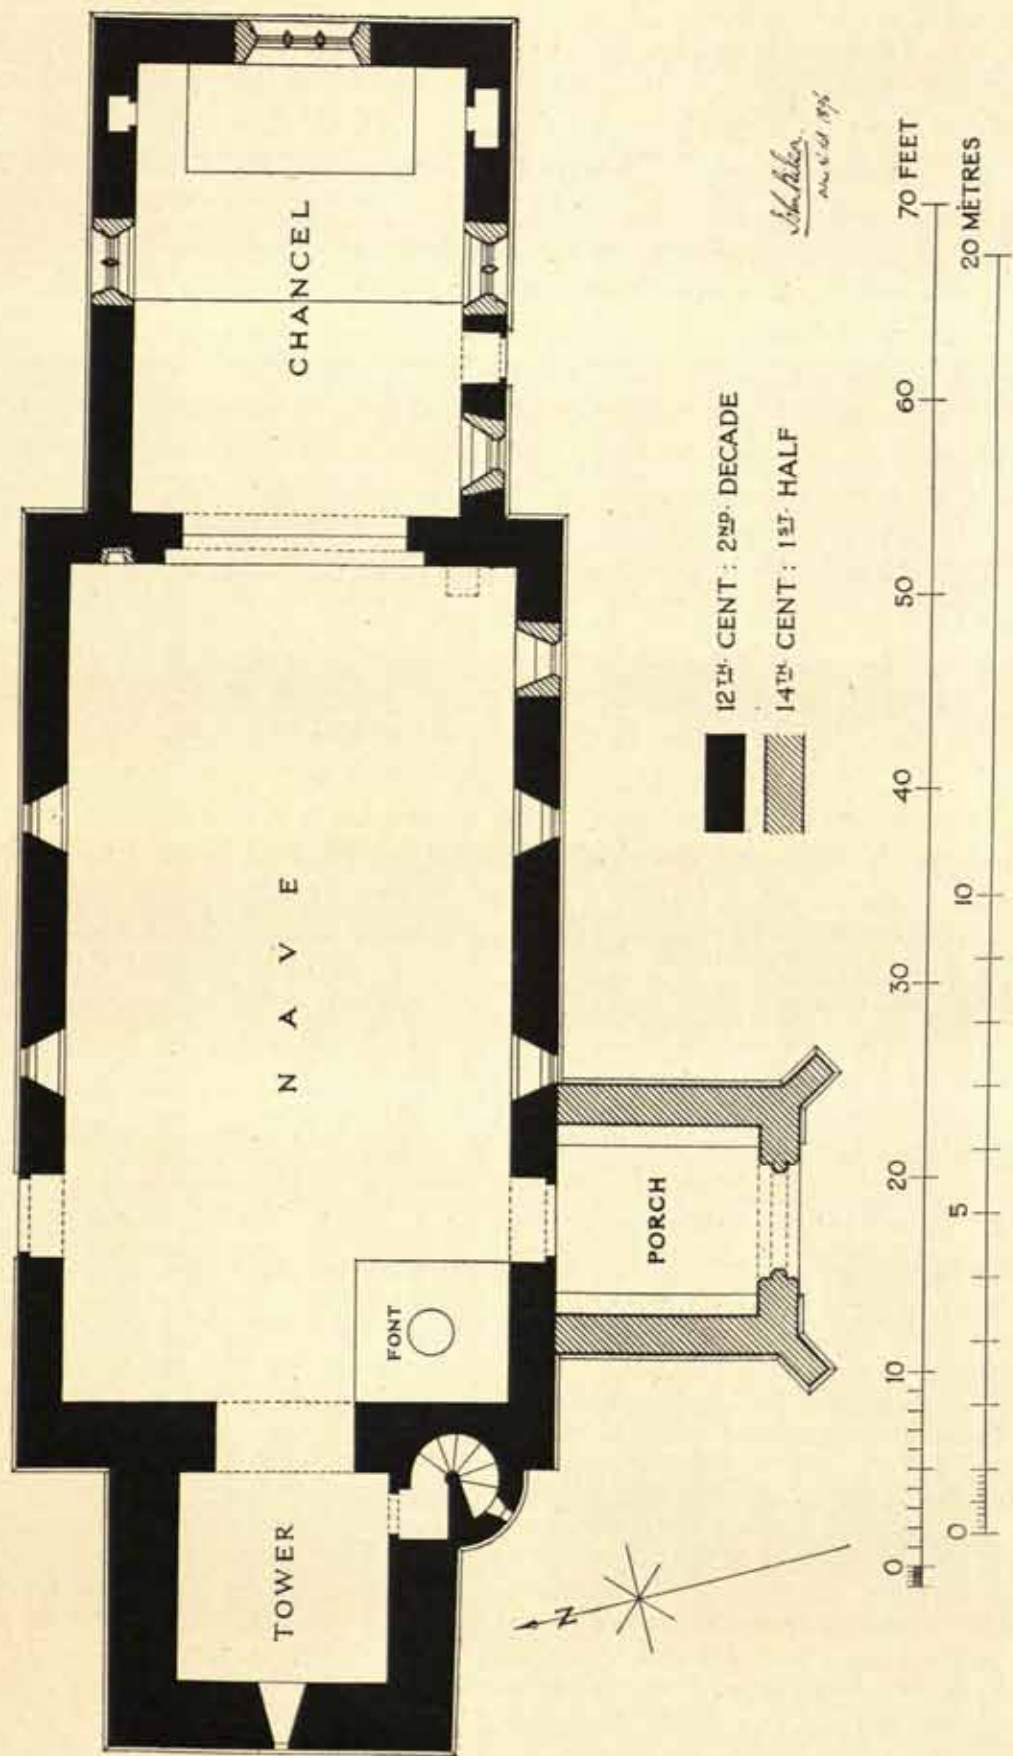 TOWER
NAVE
CHANCEL
FONT
PORCH
N
12TH CENT: 2ND DECADE
14TH CENT: 1ST HALF
0 10 20 30 40 50 60 70 FEET
0 5 10 20 MÈTRES